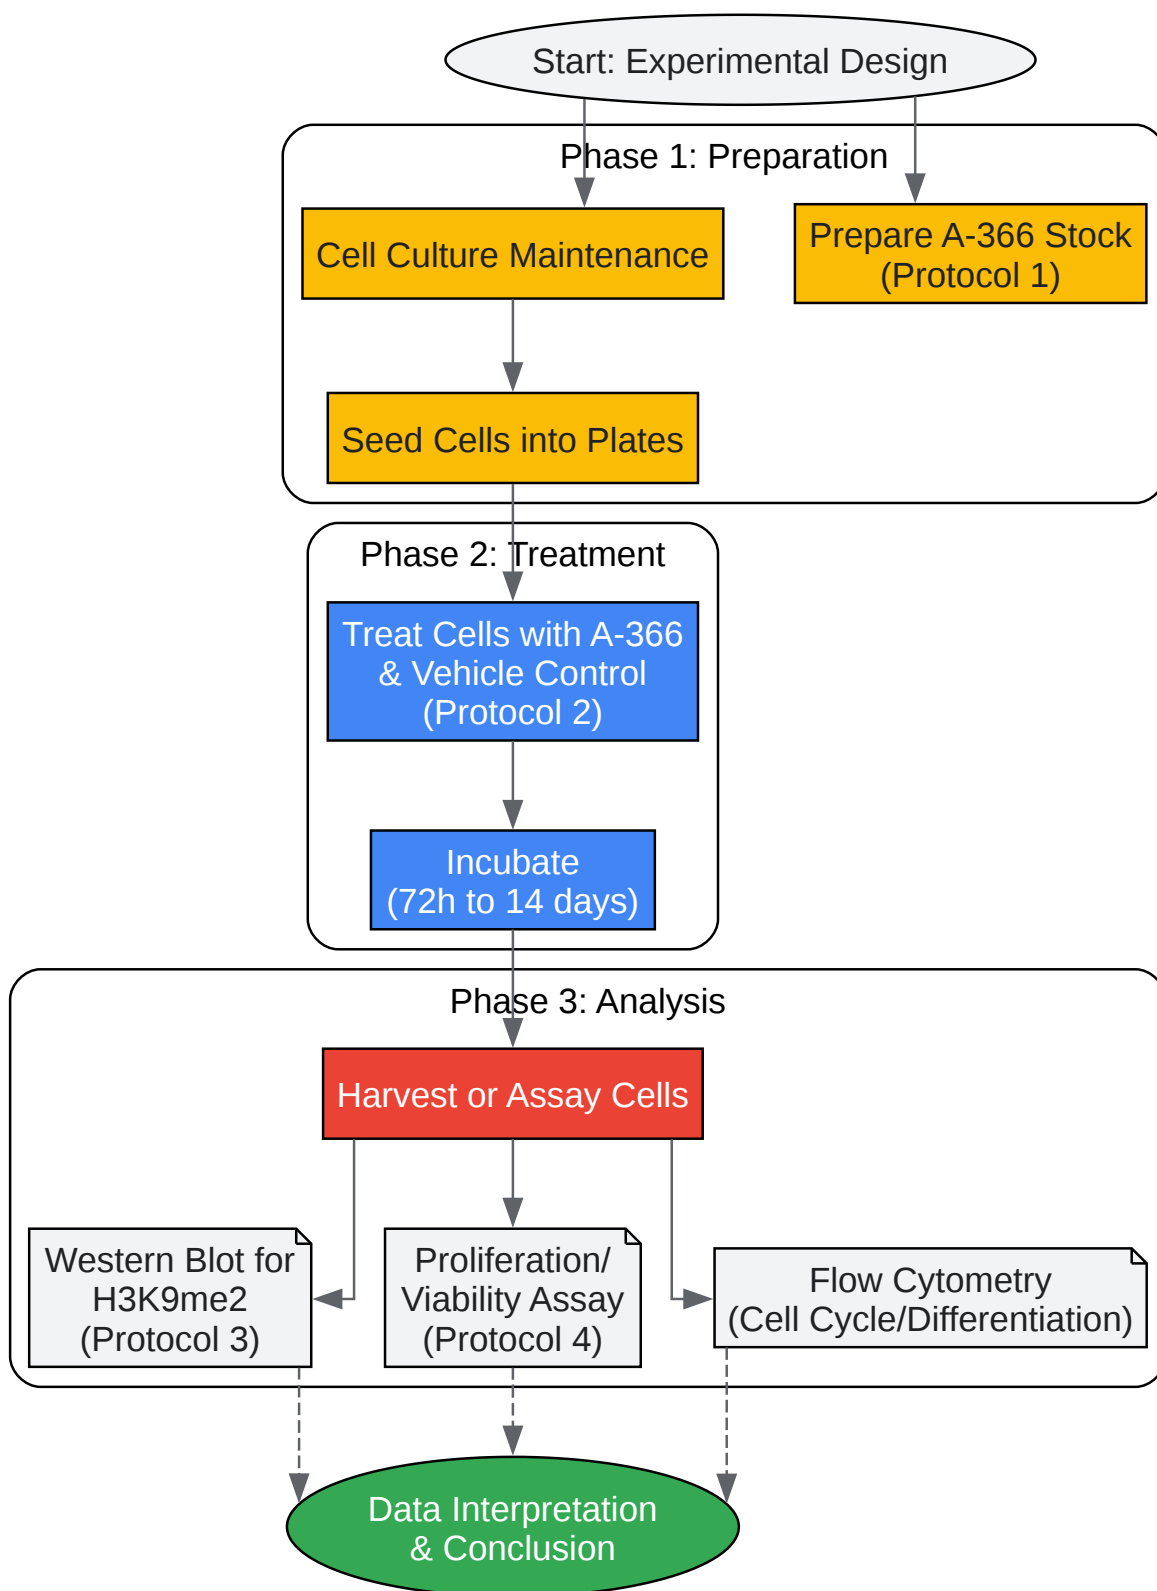 Start: Experimental Design
Phase 1: Preparation
Cell Culture Maintenance
Prepare A-366 Stock
(Protocol 1)
Seed Cells into Plates
Phase 2: Treatment
Treat Cells with A-366
& Vehicle Control
(Protocol 2)
Incubate
(72h to 14 days)
Phase 3: Analysis
Harvest or Assay Cells
Western Blot for
H3K9me2
(Protocol 3)
Proliferation/
Viability Assay
(Protocol 4)
Flow Cytometry
(Cell Cycle/Differentiation)
Data Interpretation
& Conclusion